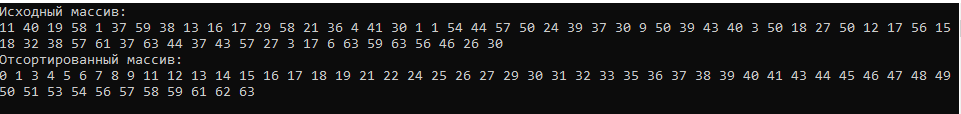 Исходный массив:
11 40 19 58 1 37 59 38 13 16 17 29 58 21 36 4 41 30 1 1 54 44 57 50 24 39 37 30 9 50 39 43 40 3 50 18 27 50 12 17 56 15
18 32 38 57 61 37 63 44 37 43 57 27 3 17 6 63 59 63 56 46 26 30
Отсортированный массив:
0 1 3 4 5 6 7 8 9 11 12 13 14 15 16 17 18 19 21 22 24 25 26 27 29 30 31 32 33 35 36 37 38 39 40 41 43 44 45 46 47 48 49
50 51 53 54 56 57 58 59 61 62 63